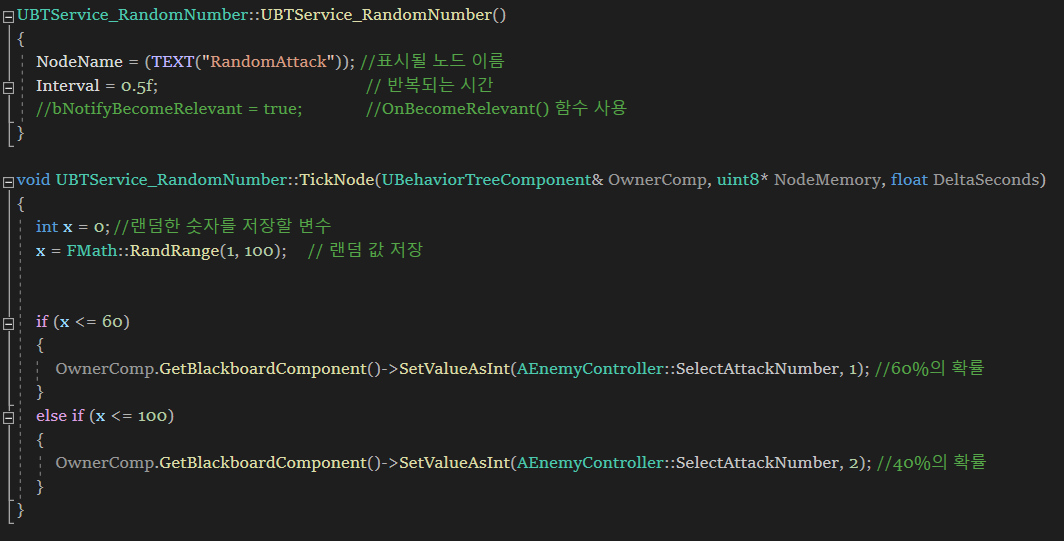 UBTService_RandomNumber::UBTService_RandomNumber()
{
NodeName = (TEXT("RandomAttack")); //표시될 노드 이름
Interval = 0.5f; // 반복되는 시간
//bNotifyBecomeRelevant = true; //OnBecomeRelevant() 함수 사용
}
void UBTService_RandomNumber::TickNode(UBehaviorTreeComponent& OwnerComp, uint8* NodeMemory, float DeltaSeconds)
{
int x = 0; //랜덤한 숫자를 저장할 변수
x = FMath::RandRange(1, 100); // 랜덤 값 저장
if (x <= 60)
{
OwnerComp.GetBlackboardComponent()->SetValueAsInt(AEnemyController::SelectAttackNumber, 1); //60%의 확률
}
else if (x <= 100)
{
OwnerComp.GetBlackboardComponent()->SetValueAsInt(AEnemyController::SelectAttackNumber, 2); //40%의 확률
}
}